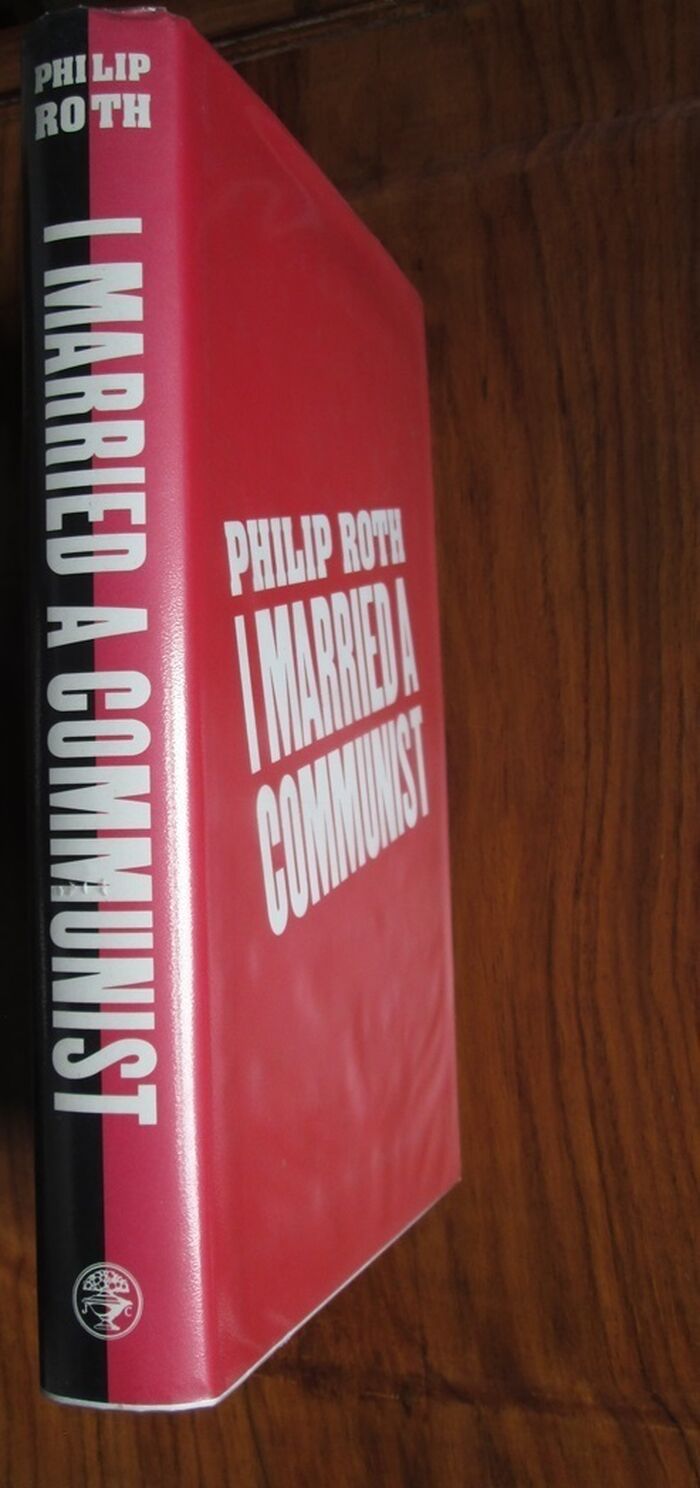 PHILIP
ROTH
I MARRIED A COMMUNIST
PHILIP ROTH
I MARRIED A
COMMUNIST
C